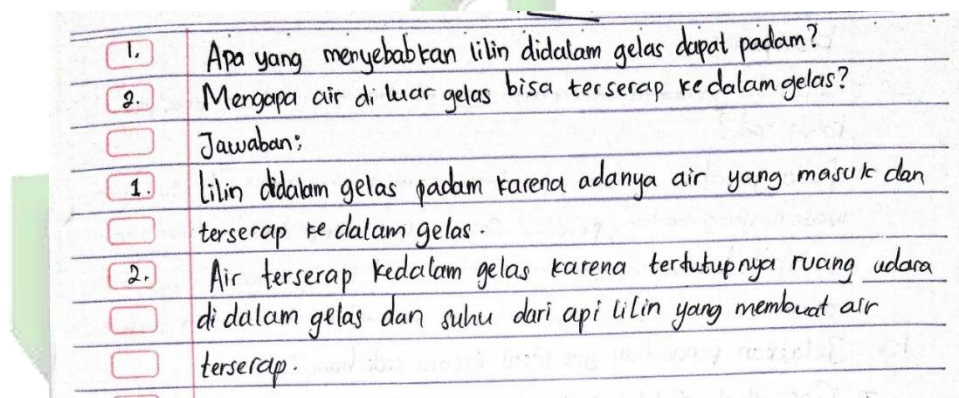 1. Apa yang menyebabkan lilin didalam gelas dapat padam?
2. Mengapa air di luar gelas bisa terserap kedalam gelas?
Jawaban:
1. lilin didalam gelas padam karena adanya air yang masuk dan
terserap ke dalam gelas.
2. Air terserap kedalam gelas karena tertutupnya ruang udara
di dalam gelas dan suhu dari api lilin yang membuat air
terserap.